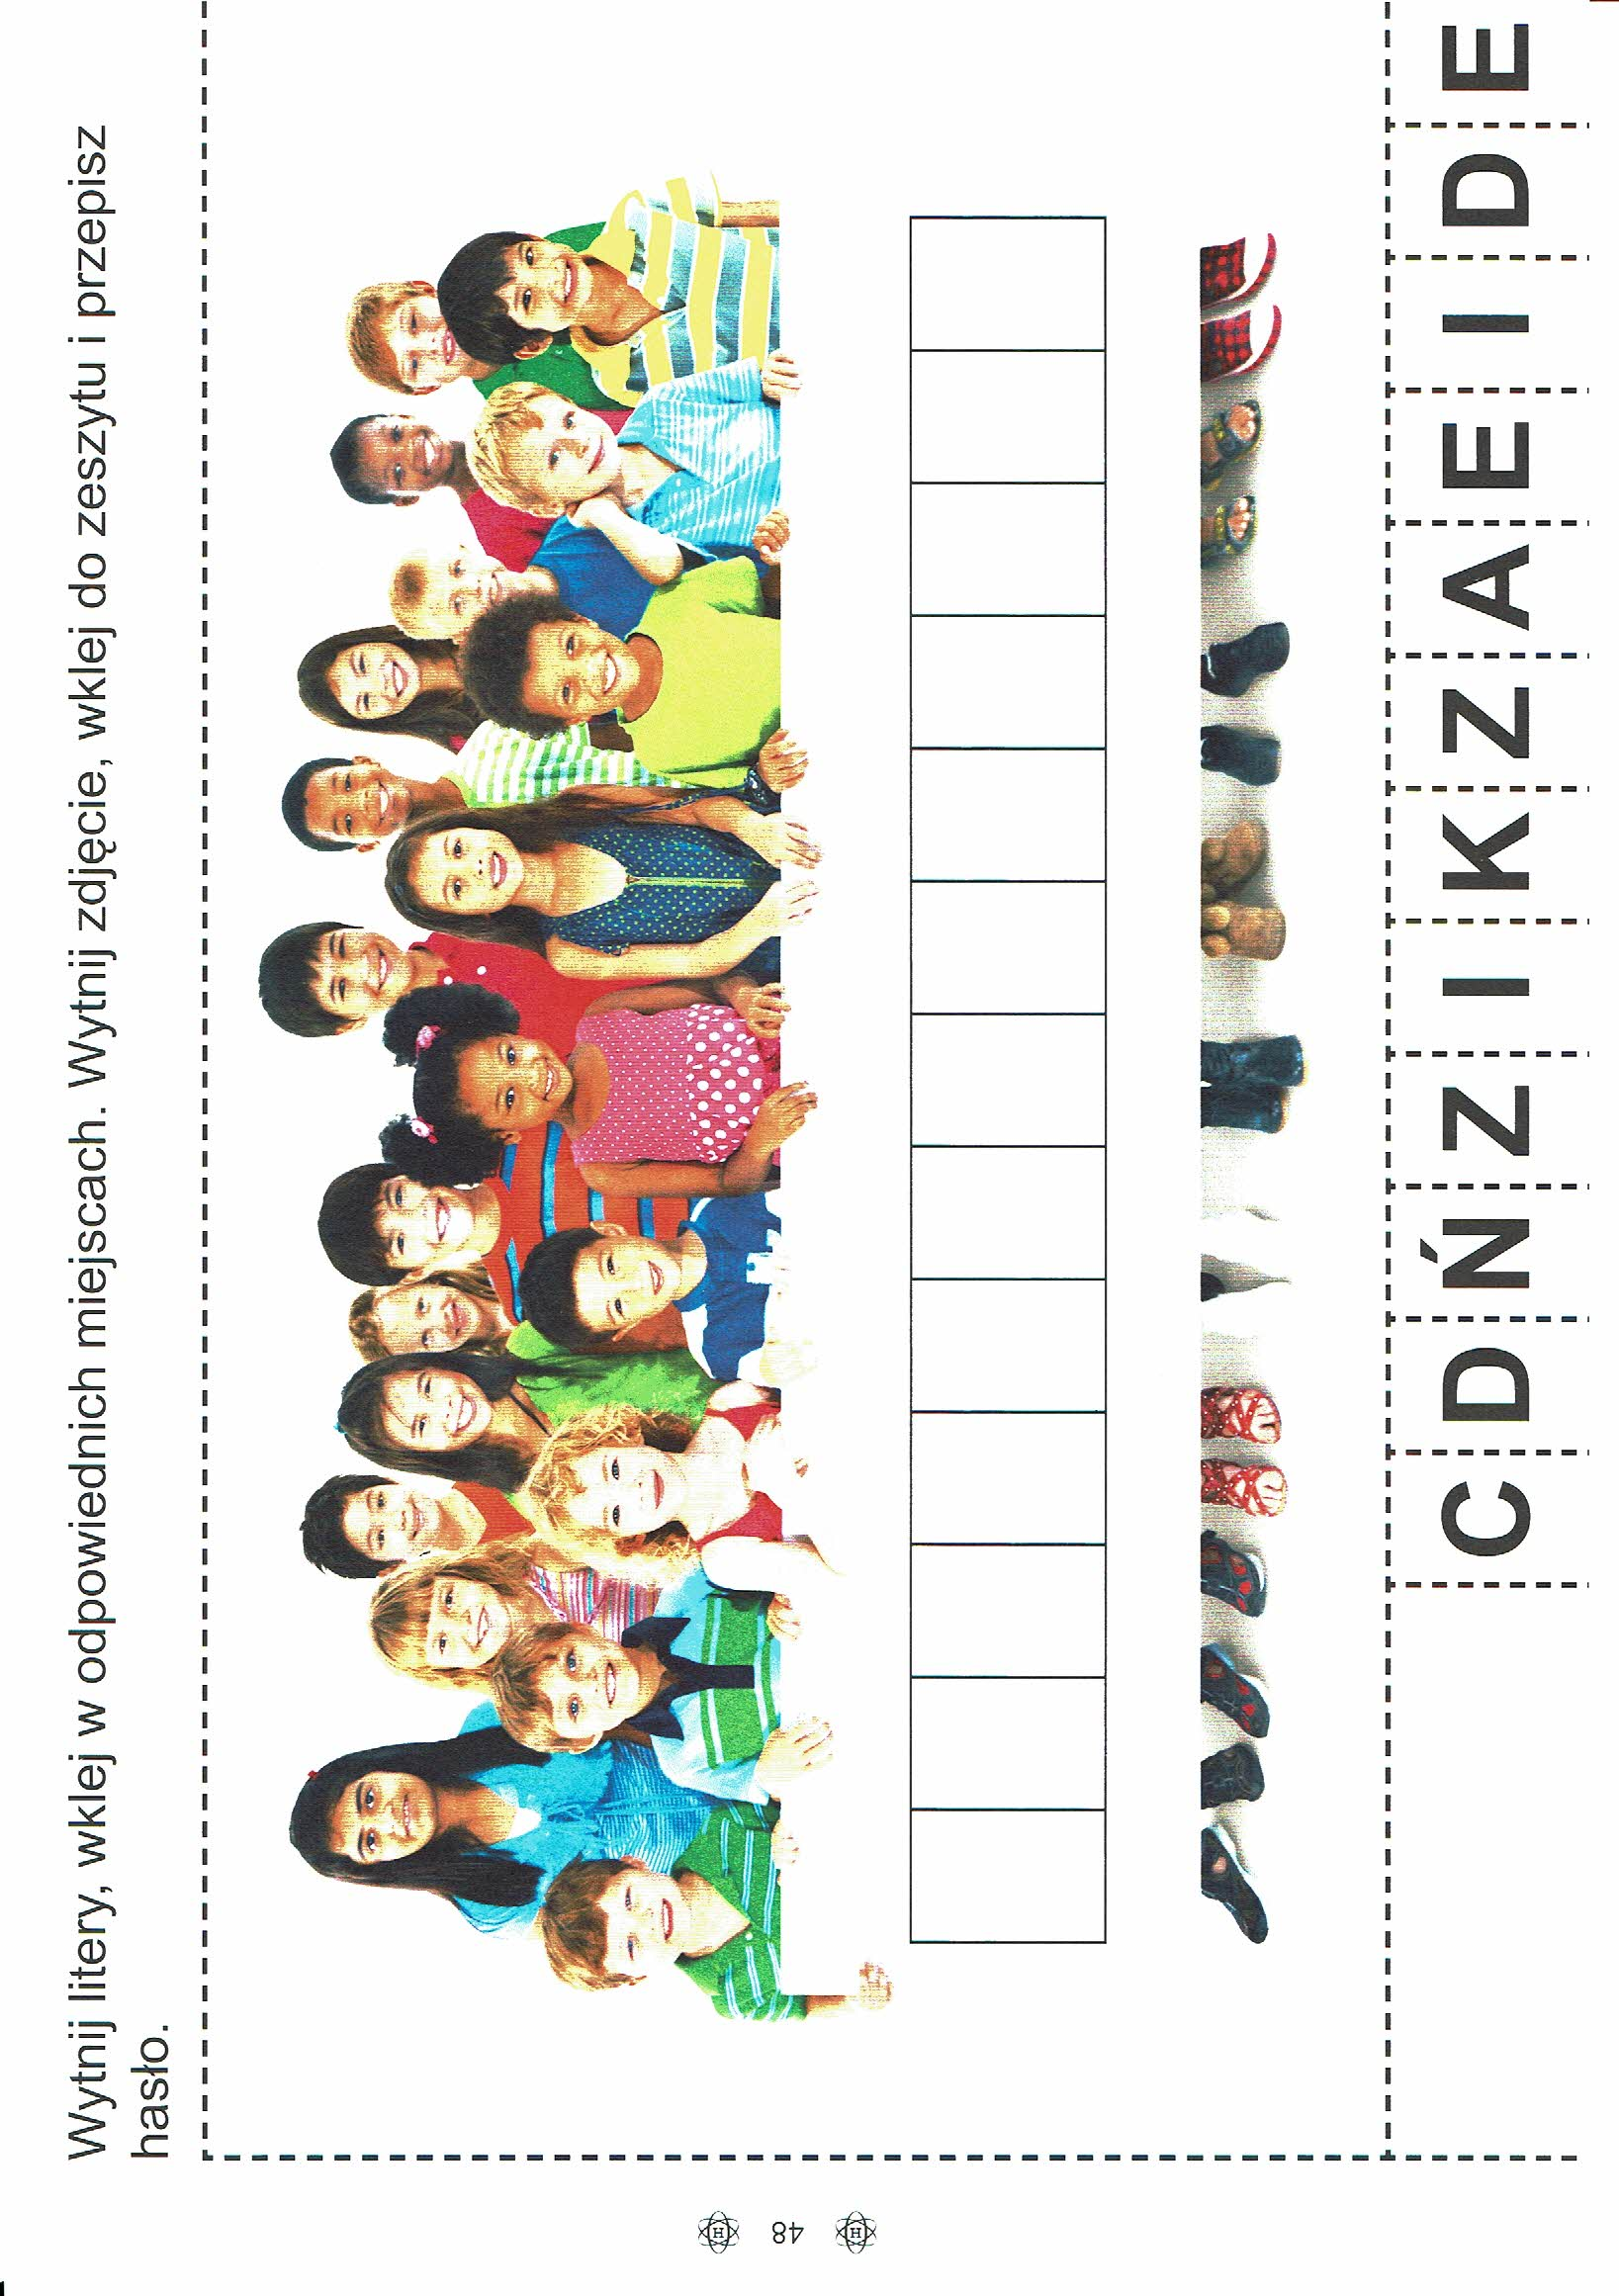 Wytnij litery, wklej w odpowiednich miejscach. Wytnij zdjęcie, wklej do zeszytu i przepisz
hasło.
C D Ń Z I K Z A E I D E
H 48 H